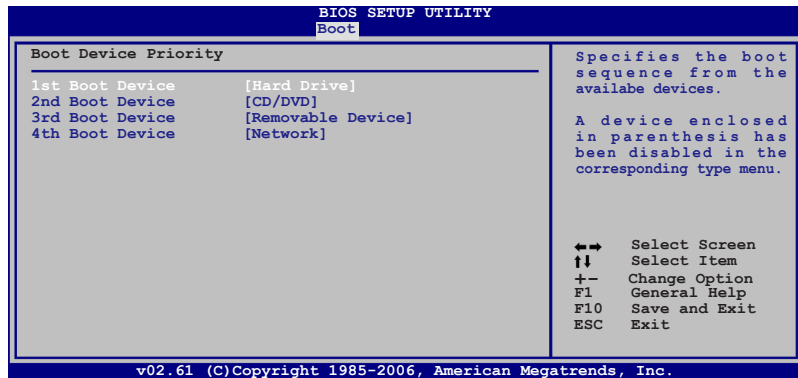 BIOS SETUP UTILITY
Boot
Boot Device Priority
1st Boot Device [Hard Drive]
2nd Boot Device [CD/DVD]
3rd Boot Device [Removable Device]
4th Boot Device [Network]
Specifies the boot
sequence from the
availabe devices.
A device enclosed
in parenthesis has
been disabled in the
corresponding type menu.
←→ Select Screen
↑↓ Select Item
+- Change Option
F1 General Help
F10 Save and Exit
ESC Exit
v02.61 (C)Copyright 1985-2006, American Megatrends, Inc.